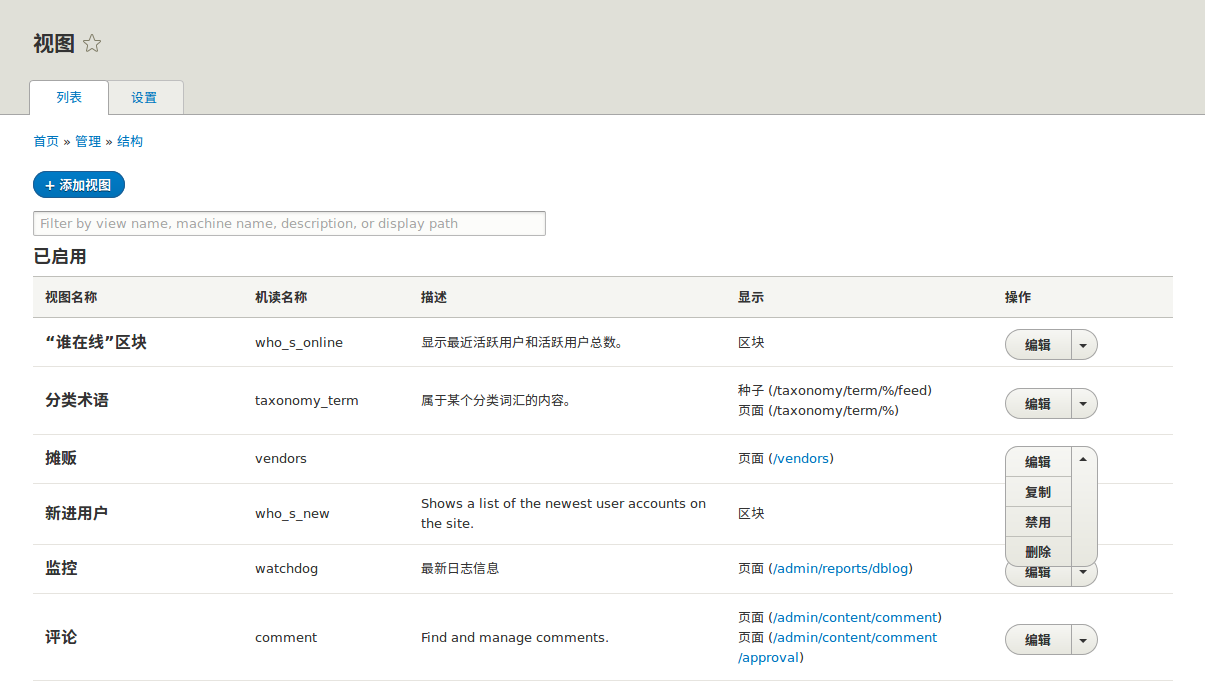 视图
列表 设置
首页 » 管理 » 结构
+ 添加视图
Filter by view name, machine name, description, or display path
已启用
视图名称 机读名称 描述 显示 操作
“谁在线”区块 who_s_online 显示最近活跃用户和活跃用户总数。 区块 编辑
分类术语 taxonomy_term 属于某个分类词汇的内容。 种子 (/taxonomy/term/%/feed) 编辑
页面 (/taxonomy/term/%)
摊贩 vendors 页面 (/vendors) 编辑
复制
新进用户 who_s_new Shows a list of the newest user accounts on 区块 禁用
the site.
删除
监控 watchdog 最新日志信息 页面 (/admin/reports/dblog) 编辑
评论 comment Find and manage comments. 页面 (/admin/content/comment) 编辑
页面 (/admin/content/comment
/approval)